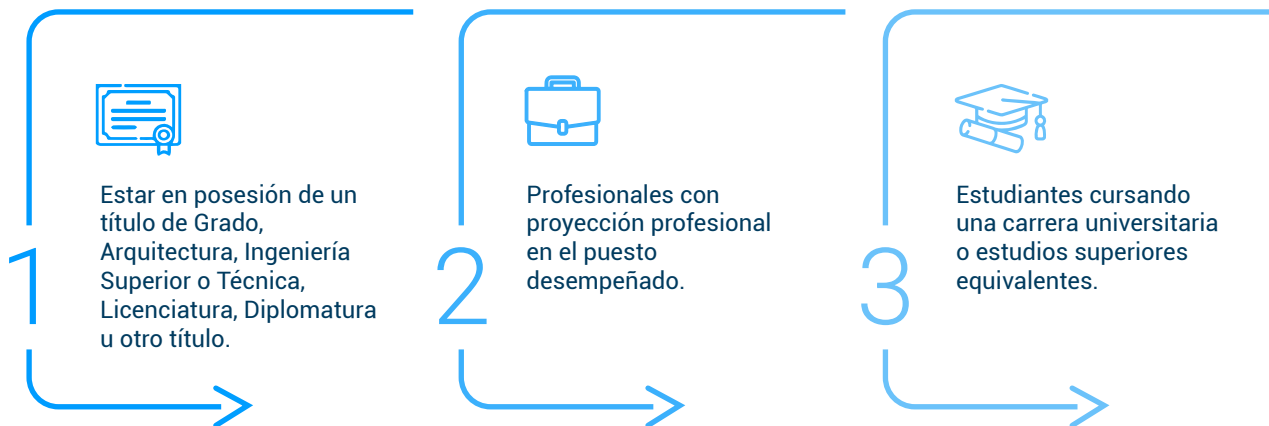 1
Estar en posesión de un
título de Grado,
Arquitectura, Ingeniería
Superior o Técnica,
Licenciatura, Diplomatura
u otro título.
2
Profesionales con
proyección profesional
en el puesto
desempeñado.
3
Estudiantes cursando
una carrera universitaria
o estudios superiores
equivalentes.